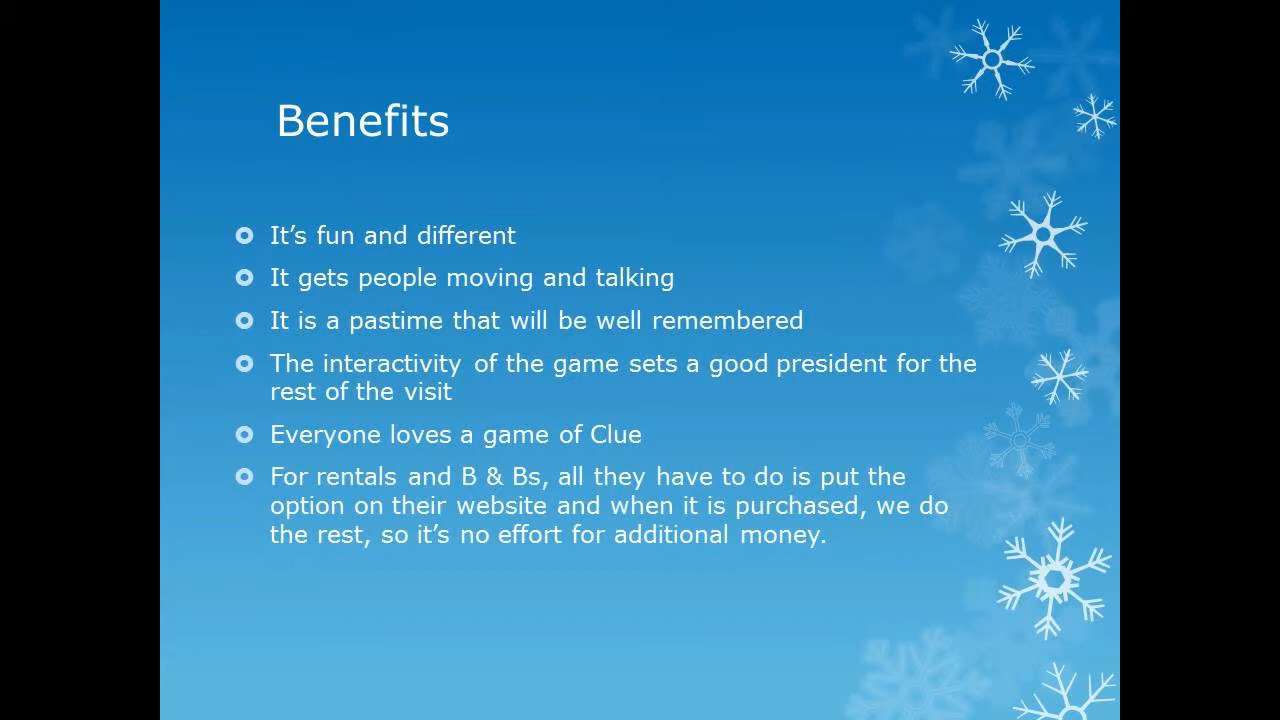 Benefits
It's fun and different
It gets people moving and talking
It is a pastime that will be well remembered
The interactivity of the game sets a good president for the
rest of the visit
Everyone loves a game of Clue
For rentals and B & Bs, all they have to do is put the
option on their website and when it is purchased, we do
the rest, so it's no effort for additional money.